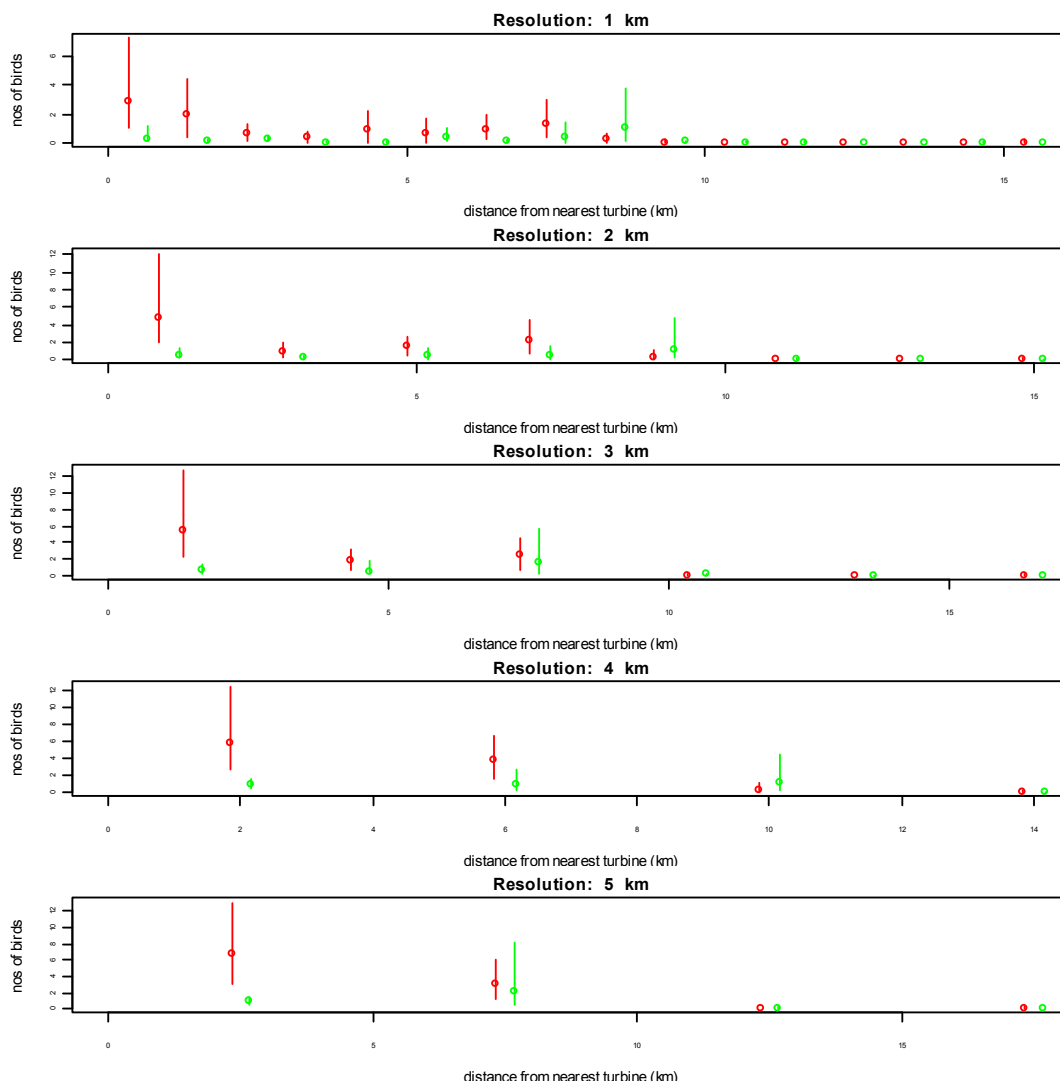 Resolution: 1 km
nos of birds
0 2 4 6
0 5 10 15
distance from nearest turbine (km)
Resolution: 2 km
nos of birds
0 2 4 6 8 10 12
0 5 10 15
distance from nearest turbine (km)
Resolution: 3 km
nos of birds
0 2 4 6 8 10 12
0 5 10 15
distance from nearest turbine (km)
Resolution: 4 km
nos of birds
0 2 4 6 8 10 12
0 2 4 6 8 10 12 14
distance from nearest turbine (km)
Resolution: 5 km
nos of birds
0 2 4 6 8 10 12
0 5 10 15
distance from nearest turbine (km)